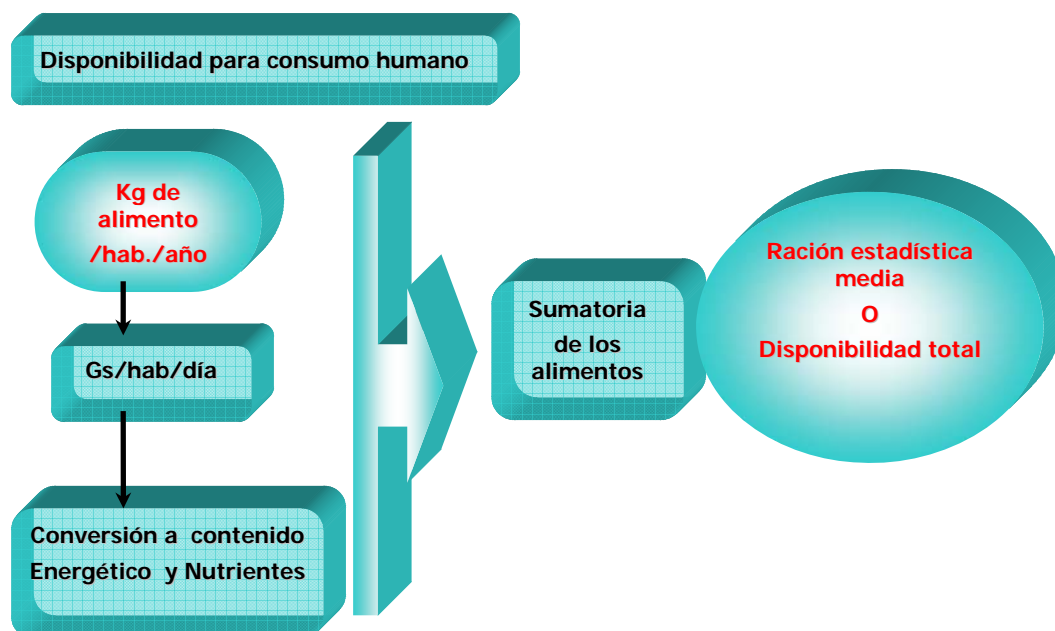 Disponibilidad para consumo humano
Kg de
alimento
/hab./año
Gs/hab/día
Conversión a contenido
Energético y Nutrientes
Sumatoria
de los
alimentos
Ración estadística
media
O
Disponibilidad total